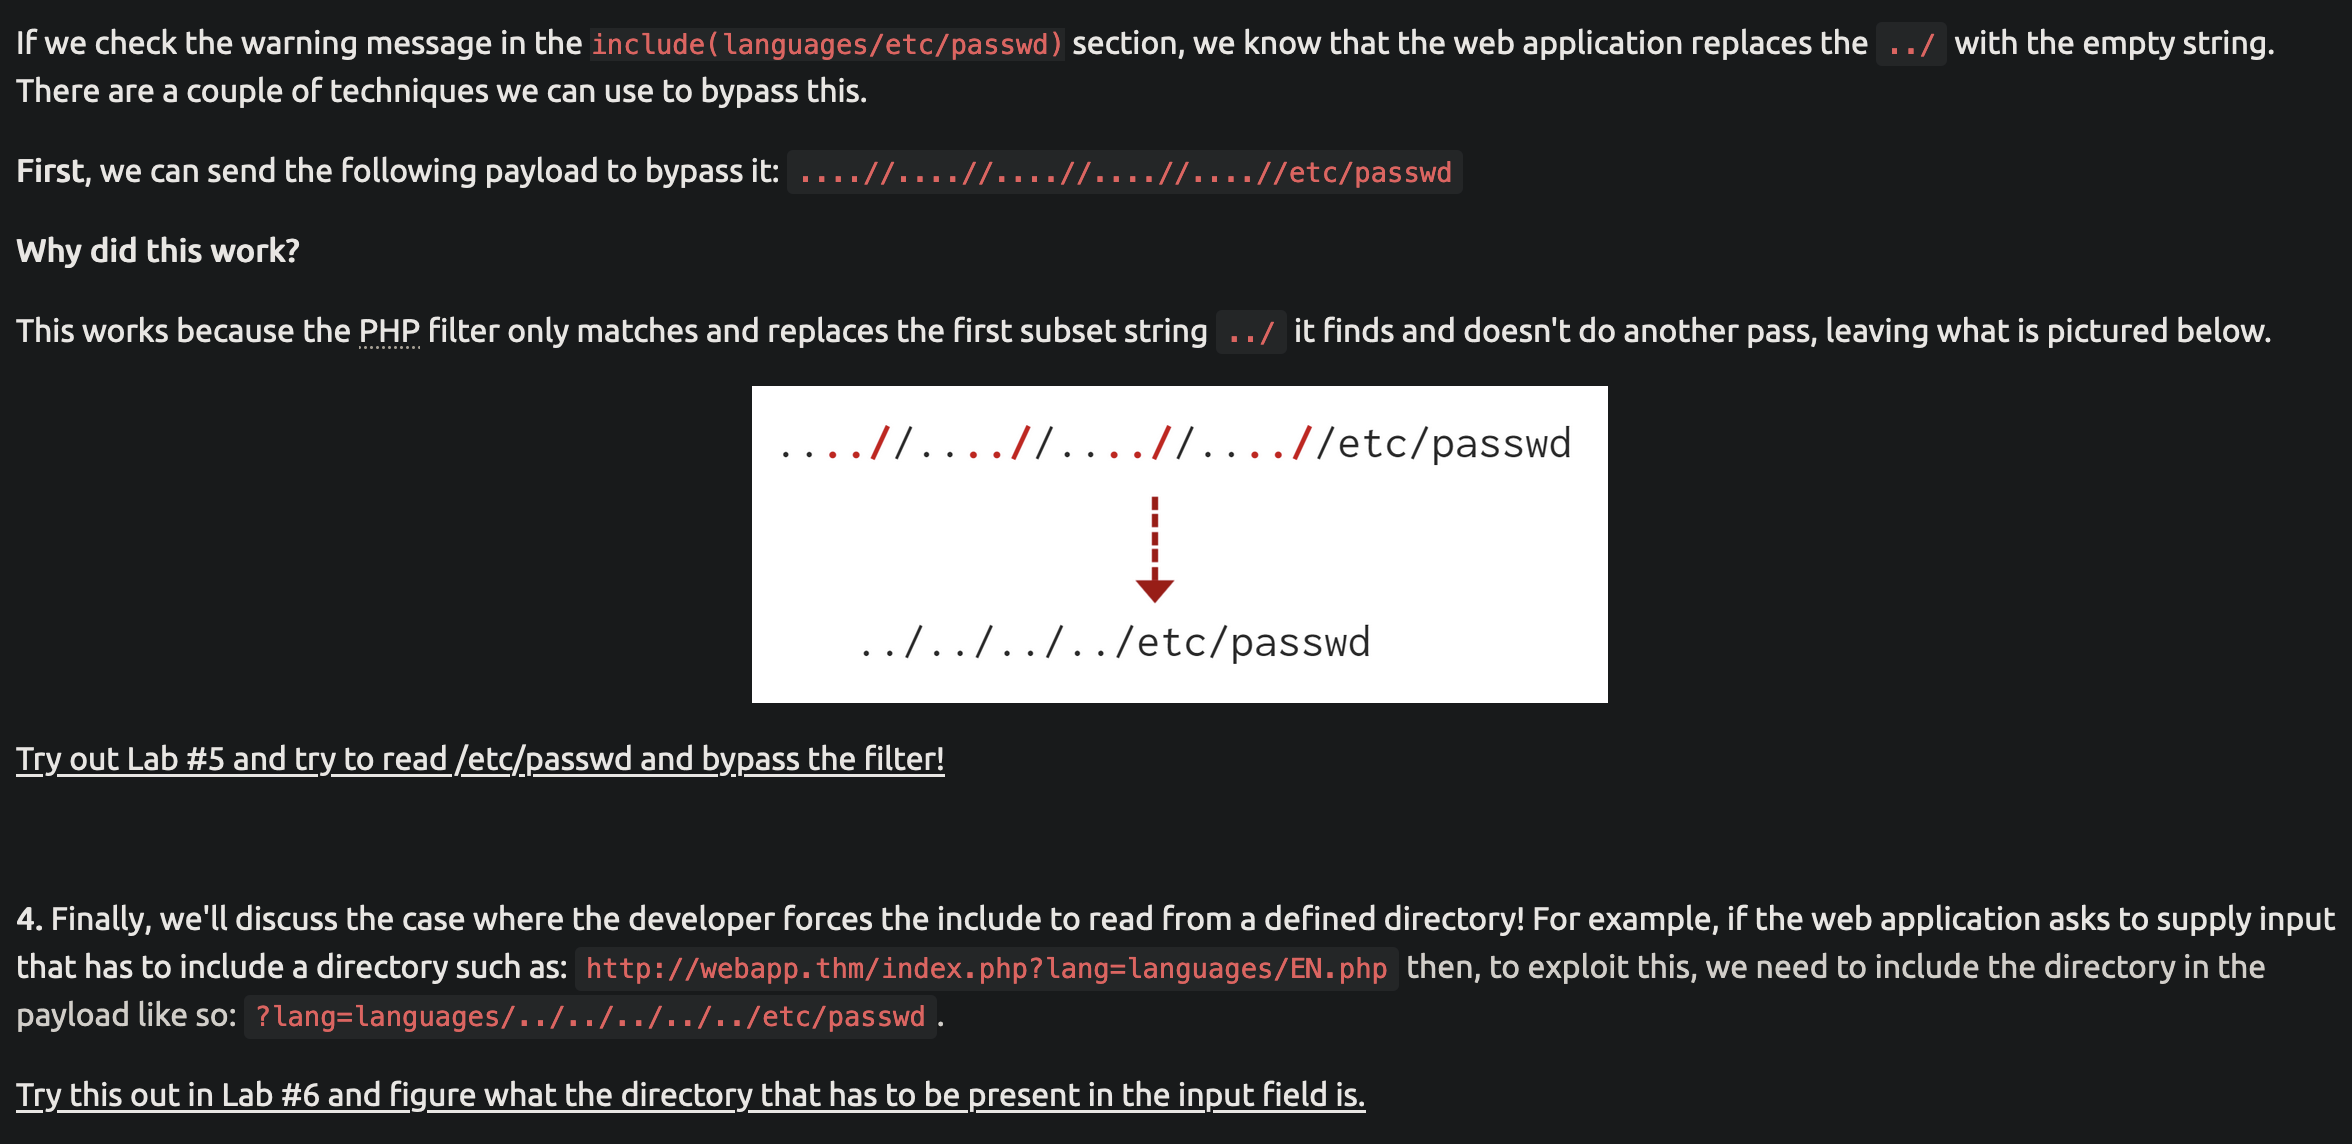 If we check the warning message in the include(languages/etc/passwd) section, we know that the web application replaces the ../ with the empty string.
There are a couple of techniques we can use to bypass this.
First, we can send the following payload to bypass it: ....//....//....//....//....//etc/passwd
Why did this work?
This works because the PHP filter only matches and replaces the first subset string ../ it finds and doesn't do another pass, leaving what is pictured below.
....//....//....//....//etc/passwd
../../../../etc/passwd
Try out Lab #5 and try to read /etc/passwd and bypass the filter!
4. Finally, we'll discuss the case where the developer forces the include to read from a defined directory! For example, if the web application asks to supply input
that has to include a directory such as: http://webapp.thm/index.php?lang=languages/EN.php then, to exploit this, we need to include the directory in the
payload like so: ?lang=languages/../../../../../etc/passwd .
Try this out in Lab #6 and figure what the directory that has to be present in the input field is.